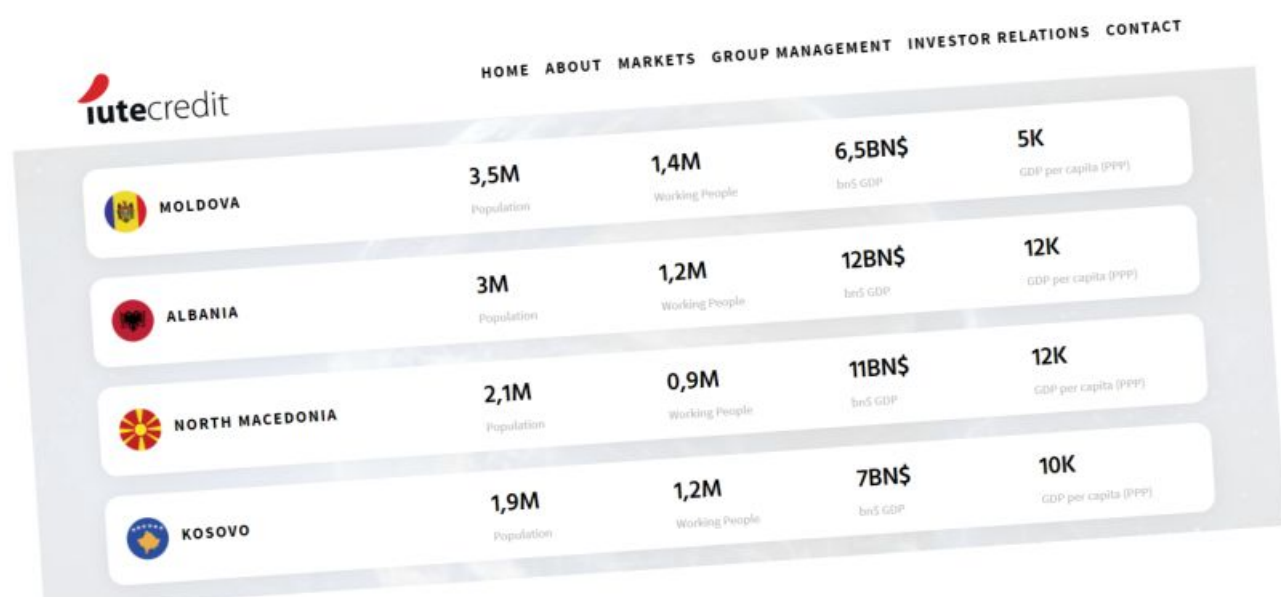 HOME ABOUT MARKETS GROUP MANAGEMENT INVESTOR RELATIONS CONTACT
iutecredit
MOLDOVA
3,5M
Population
1,4M
Working People
6,5BN$
bn$ GDP
5K
GDP per capita (PPP)
ALBANIA
3M
Population
1,2M
Working People
12BN$
bn$ GDP
12K
GDP per capita (PPP)
NORTH MACEDONIA
2,1M
Population
0,9M
Working People
11BN$
bn$ GDP
12K
GDP per capita (PPP)
KOSOVO
1,9M
Population
1,2M
Working People
7BN$
bn$ GDP
10K
GDP per capita (PPP)